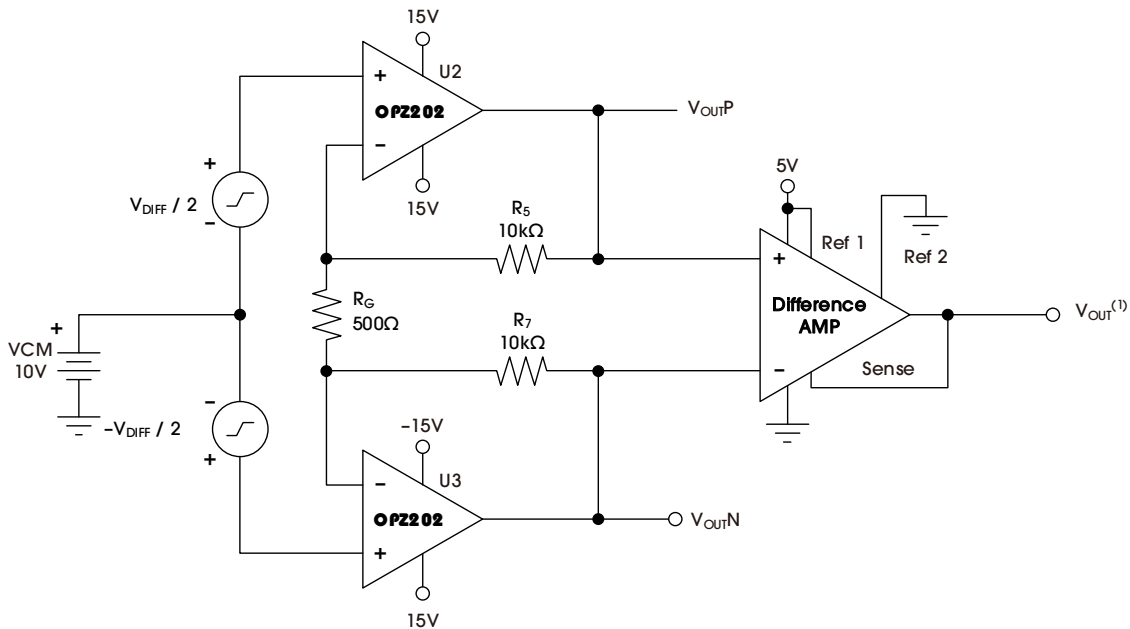 15V
U2
+
OPZ202
−
15V
V_OUTP
+
V_DIFF / 2
−
5V
R5
10kΩ
Ref 1
Ref 2
+
Difference
AMP
−
Sense
V_OUT(1)
RG
500Ω
R7
10kΩ
+
VCM
10V
−
−V_DIFF / 2
+
−15V
U3
−
OPZ202
+
15V
V_OUTN